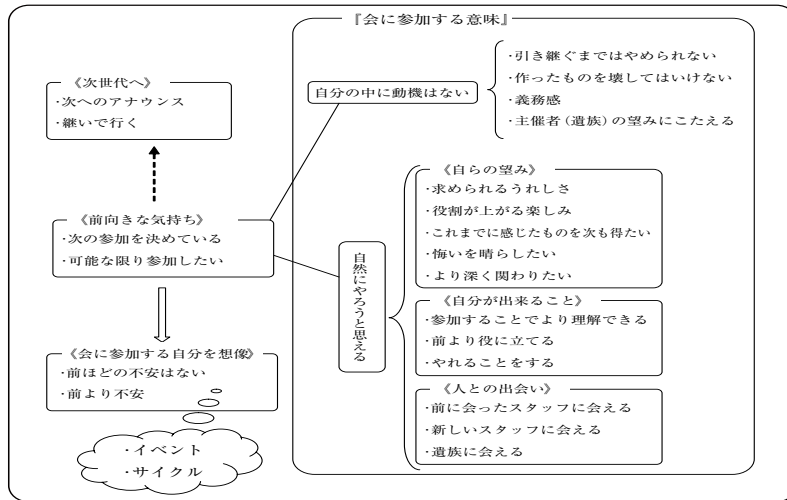 『会に参加する意味』
・引き継ぐまではやめられない
・作ったものを壊してはいけない
・義務感
・主催者（遺族）の望みにこたえる
自分の中に動機はない
《次世代へ》
・次へのアナウンス
・継いで行く
《前向きな気持ち》
・次の参加を決めている
・可能な限り参加したい
自然にやろうと思える
《自らの望み》
・求められるうれしさ
・役割が上がる楽しみ
・これまでに感じたものを次も得たい
・悔いを晴らしたい
・より深く関わりたい
《自分が出来ること》
・参加することでより理解できる
・前より役に立てる
・やれることをする
《人との出会い》
・前に会ったスタッフに会える
・新しいスタッフに会える
・遺族に会える
《会に参加する自分を想像》
・前ほどの不安はない
・前より不安
・イベント
・サイクル